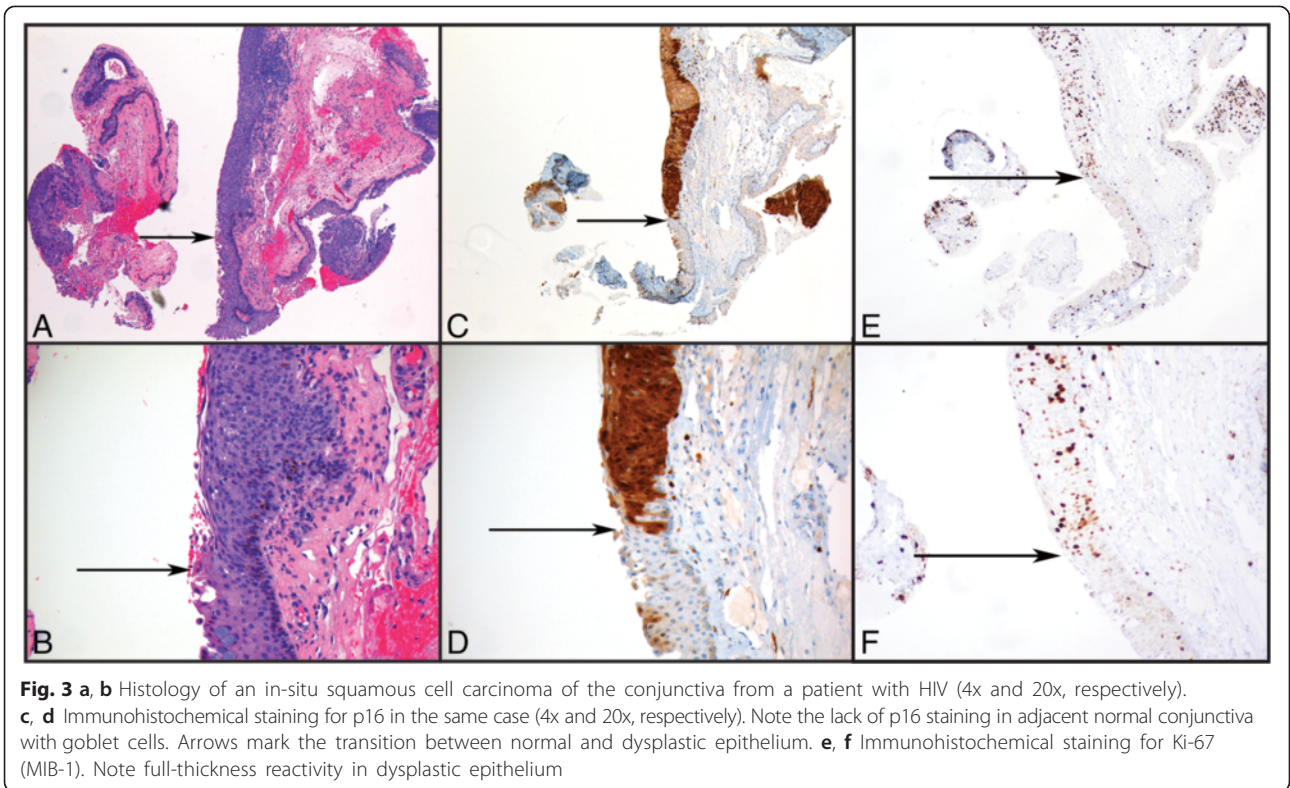 A
C
E
B
D
F
Fig. 3 a, b Histology of an in-situ squamous cell carcinoma of the conjunctiva from a patient with HIV (4x and 20x, respectively).
c, d Immunohistochemical staining for p16 in the same case (4x and 20x, respectively). Note the lack of p16 staining in adjacent normal conjunctiva
with goblet cells. Arrows mark the transition between normal and dysplastic epithelium. e, f Immunohistochemical staining for Ki-67
(MIB-1). Note full-thickness reactivity in dysplastic epithelium